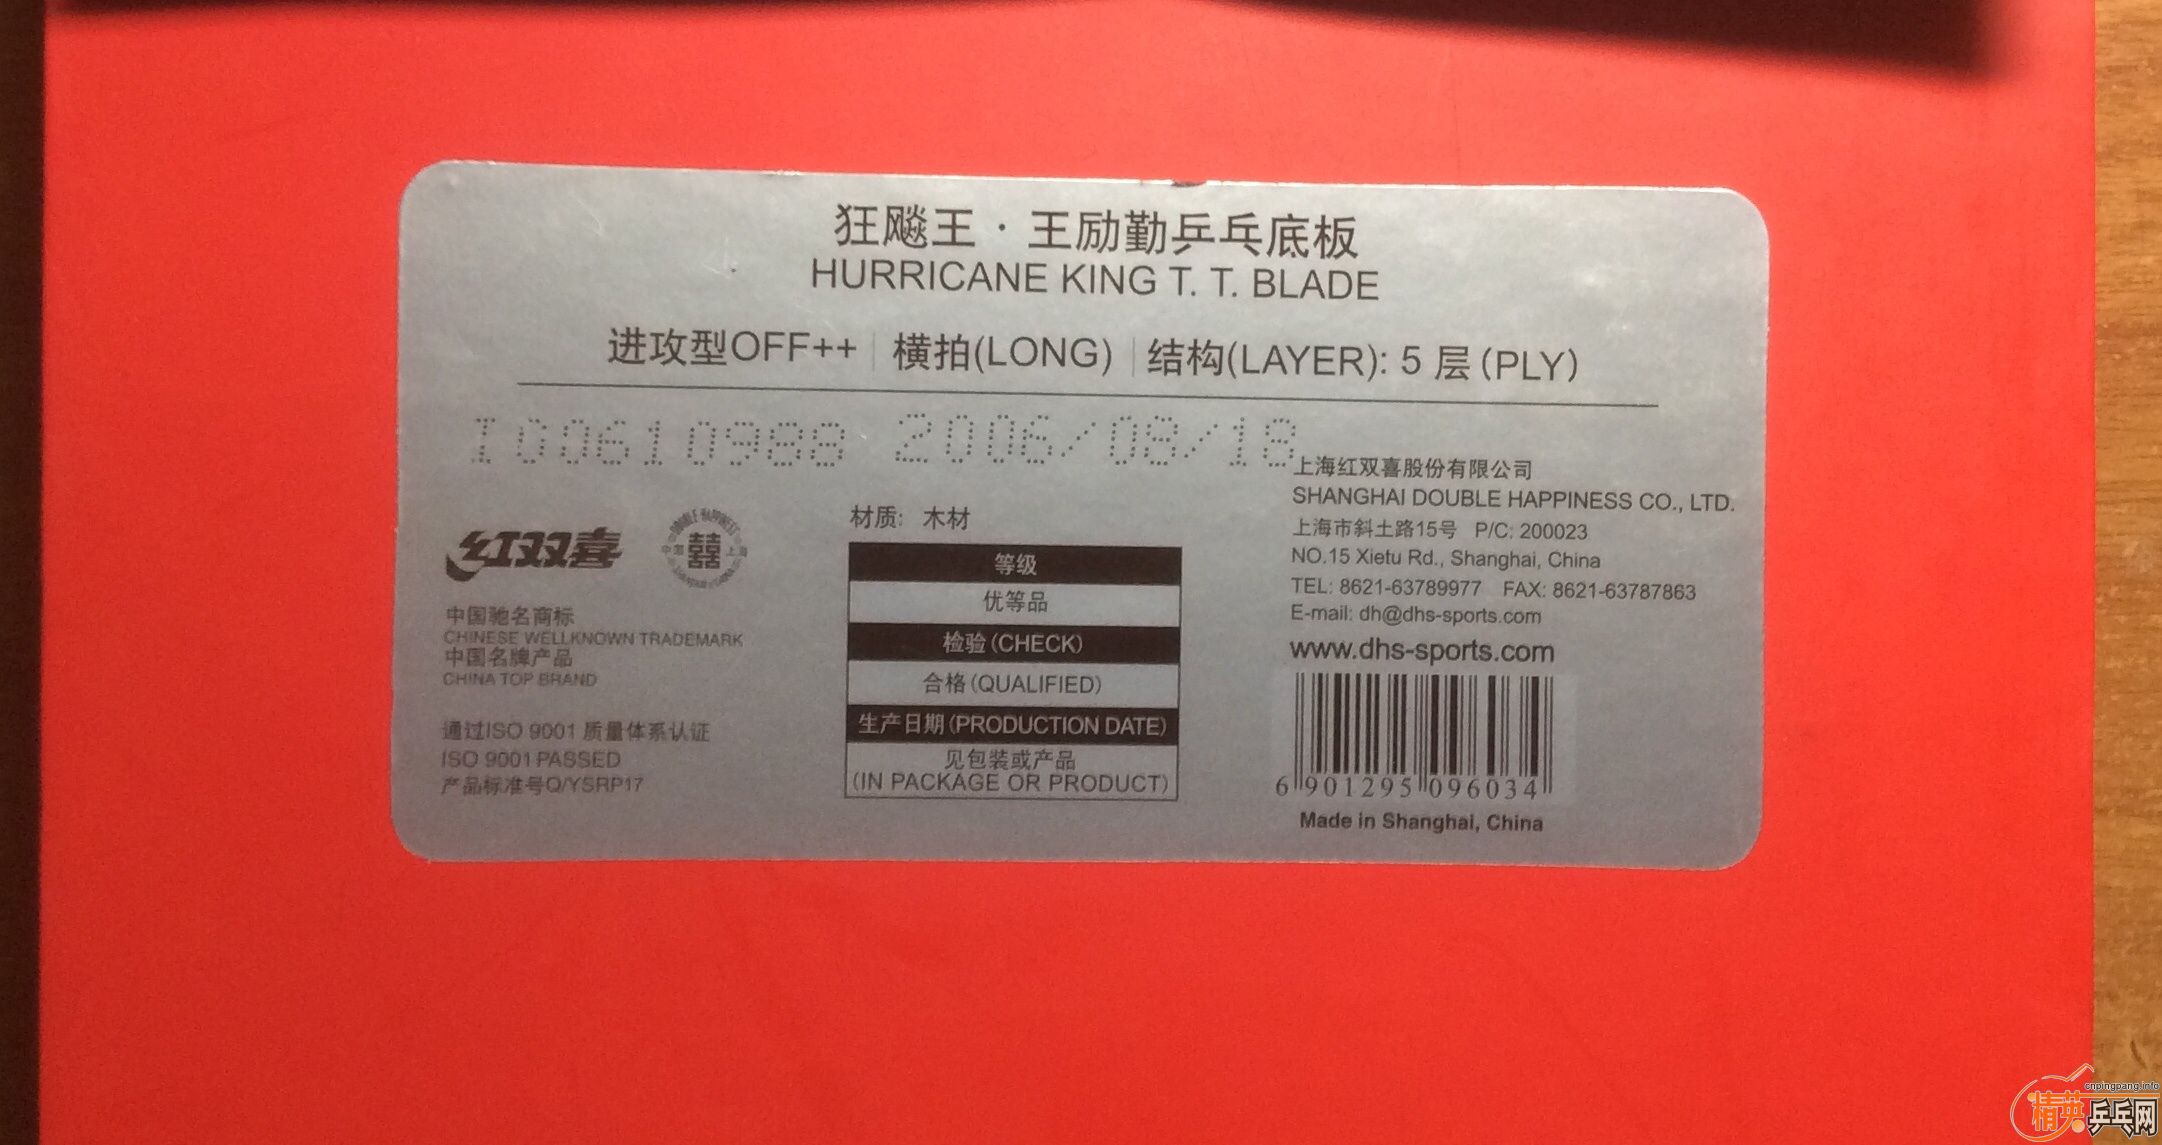 狂飚王 · 王励勤乒乓底板
HURRICANE KING T. T. BLADE
进攻型OFF++ 横拍(LONG) 结构(LAYER): 5 层(PLY)
I00610988 2006/08/18
红双喜
DOUBLE HAPPINESS
囍
中国驰名商标
CHINESE WELLKNOWN TRADEMARK
中国名牌产品
CHINA TOP BRAND
通过ISO 9001 质量体系认证
ISO 9001 PASSED
产品标准号Q/YSRP17
材质: 木材
等级
优等品
检验(CHECK)
合格(QUALIFIED)
生产日期(PRODUCTION DATE)
见包装或产品
(IN PACKAGE OR PRODUCT)
上海红双喜股份有限公司
SHANGHAI DOUBLE HAPPINESS CO., LTD.
上海市斜土路15号 P/C: 200023
NO.15 Xietu Rd., Shanghai, China
TEL: 8621-63789977 FAX: 8621-63787863
E-mail: dh@dhs-sports.com
www.dhs-sports.com
6 901295 096034
Made in Shanghai, China
cnpingpang.info
精英乒乓网